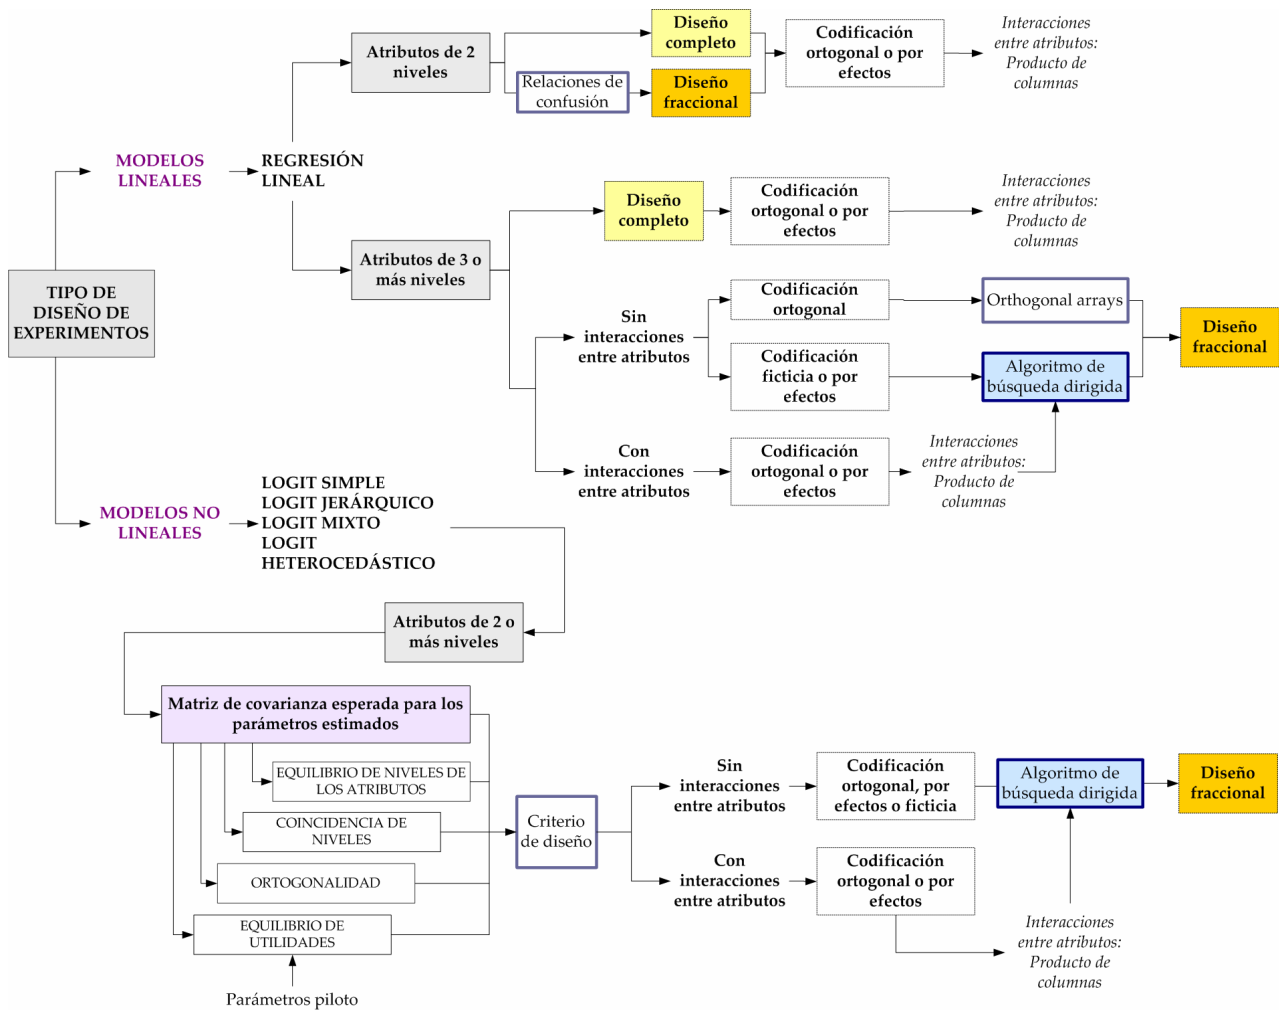 Diseño
completo
Codificación
ortogonal o por
efectos
Interacciones
entre atributos:
Producto de
columnas
Atributos de 2
niveles
Relaciones de
confusión
Diseño
fraccional
MODELOS
LINEALES
REGRESIÓN
LINEAL
Diseño
completo
Codificación
ortogonal o por
efectos
Interacciones
entre atributos:
Producto de
columnas
Atributos de 3 o
más niveles
TIPO DE
DISEÑO DE
EXPERIMENTOS
Sin
interacciones
entre atributos
Codificación
ortogonal
Orthogonal arrays
Diseño
fraccional
Codificación
ficticia o por
efectos
Algoritmo de
búsqueda dirigida
Con
interacciones
entre atributos
Codificación
ortogonal o por
efectos
Interacciones
entre atributos:
Producto de
columnas
MODELOS NO
LINEALES
LOGIT SIMPLE
LOGIT JERÁRQUICO
LOGIT MIXTO
LOGIT
HETEROCEDÁSTICO
Atributos de 2 o
más niveles
Matriz de covarianza esperada para los
parámetros estimados
EQUILIBRIO DE NIVELES DE
LOS ATRIBUTOS
COINCIDENCIA DE
NIVELES
ORTOGONALIDAD
EQUILIBRIO DE
UTILIDADES
Parámetros piloto
Criterio
de diseño
Sin
interacciones
entre atributos
Codificación
ortogonal, por
efectos o ficticia
Algoritmo de
búsqueda dirigida
Diseño
fraccional
Con
interacciones
entre atributos
Codificación
ortogonal o por
efectos
Interacciones
entre atributos:
Producto de
columnas